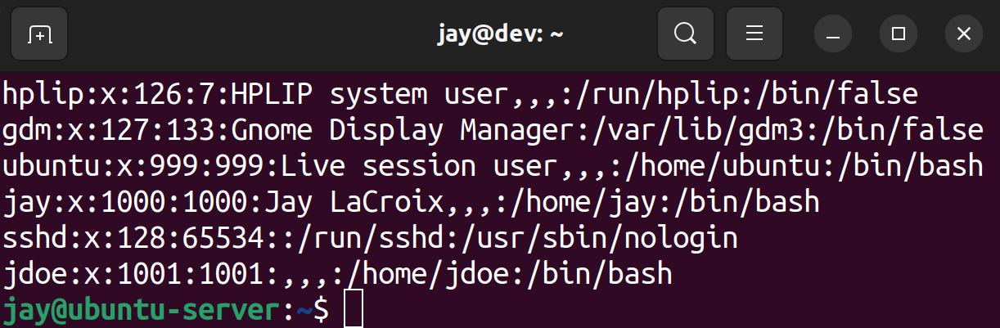 jay@dev: ~
hplip:x:126:7:HPLIP system user,,,:/run/hplip:/bin/false
gdm:x:127:133:Gnome Display Manager:/var/lib/gdm3:/bin/false
ubuntu:x:999:999:Live session user,,,:/home/ubuntu:/bin/bash
jay:x:1000:1000:Jay LaCroix,,,:/home/jay:/bin/bash
sshd:x:128:65534::/run/sshd:/usr/sbin/nologin
jdoe:x:1001:1001:,,,:/home/jdoe:/bin/bash
jay@ubuntu-server:~$